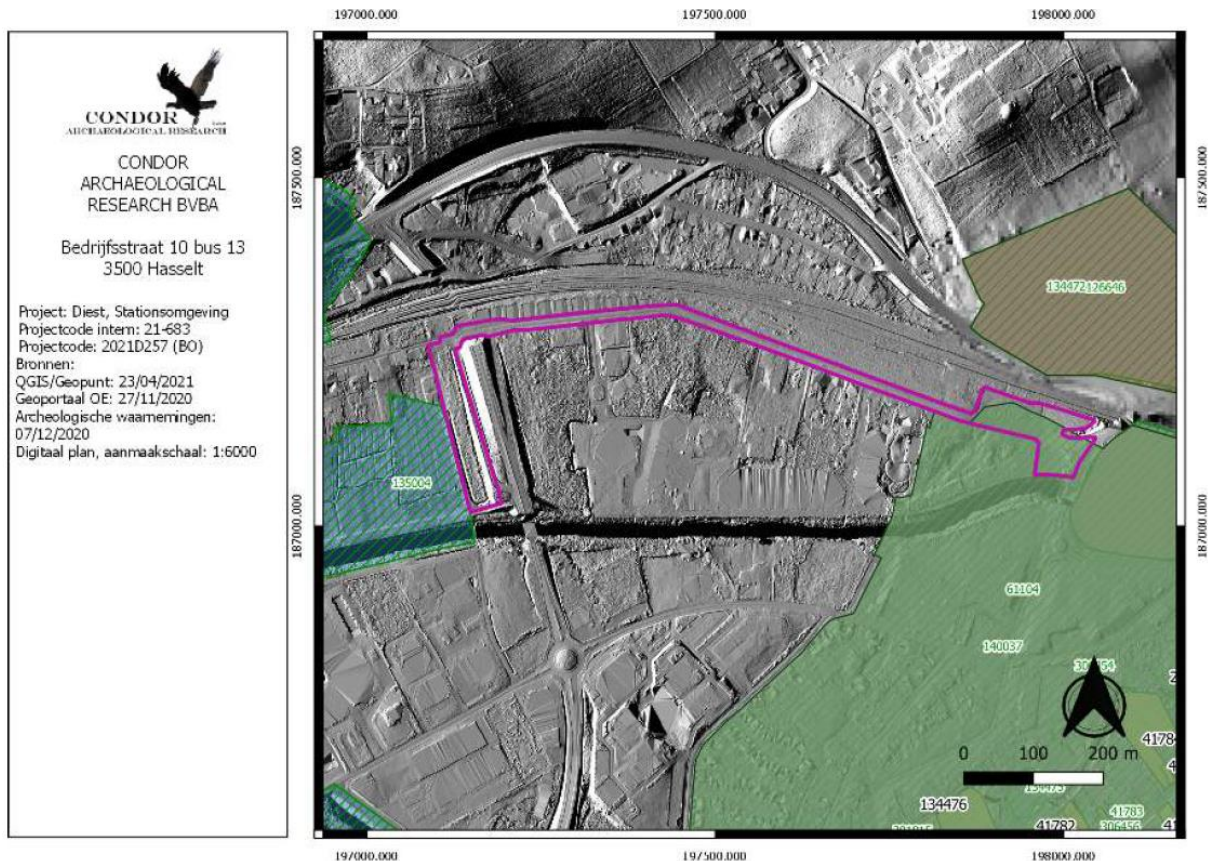 197000.000 197500.000 198000.000
CONDOR
ARCHAEOLOGICAL RESEARCH
CONDOR
ARCHAEOLOGICAL
RESEARCH BVBA
Bedrijfsstraat 10 bus 13
3500 Hasselt
Project: Diest, Stationsomgeving
Projectcode intern: 21-683
Projectcode: 2021D257 (BO)
Bronnen:
QGIS/Geopunt: 23/04/2021
Geoportaal OE: 27/11/2020
Archeologische waarnemingen:
07/12/2020
Digitaal plan, aanmaakschaal: 1:6000
187500.000 187500.000
134472 126646
135004
187000.000 187000.000
61104
140037
0 100 200 m
41784
134476
41783
41782 306456
197000.000 197500.000 198000.000